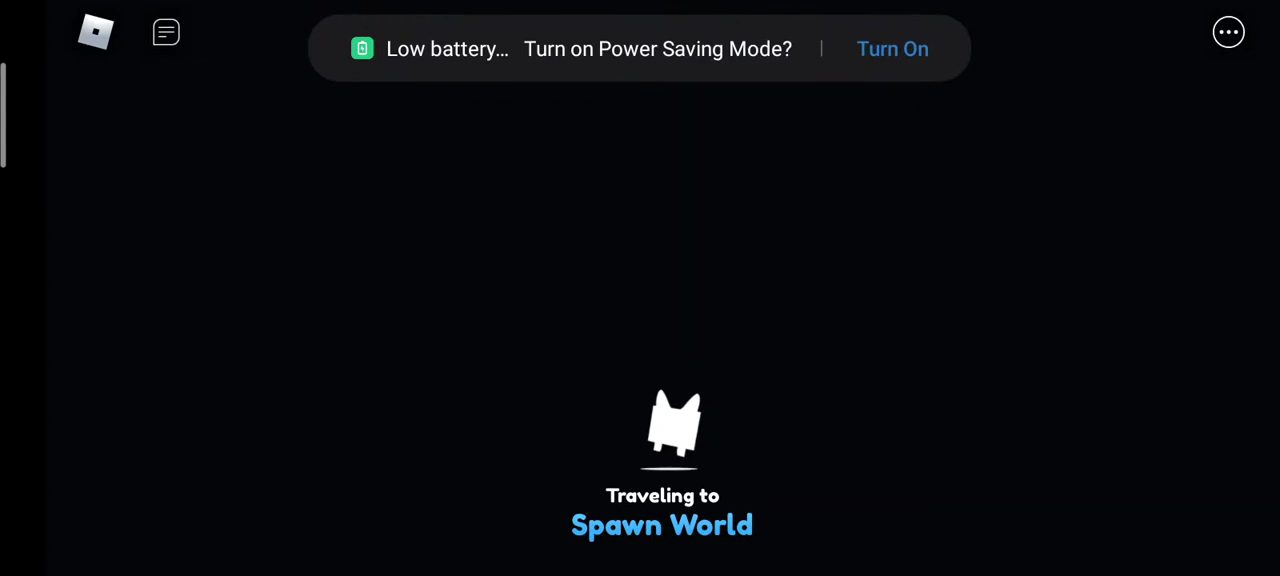 Low battery... Turn on Power Saving Mode? | Turn On
Traveling to
Spawn World